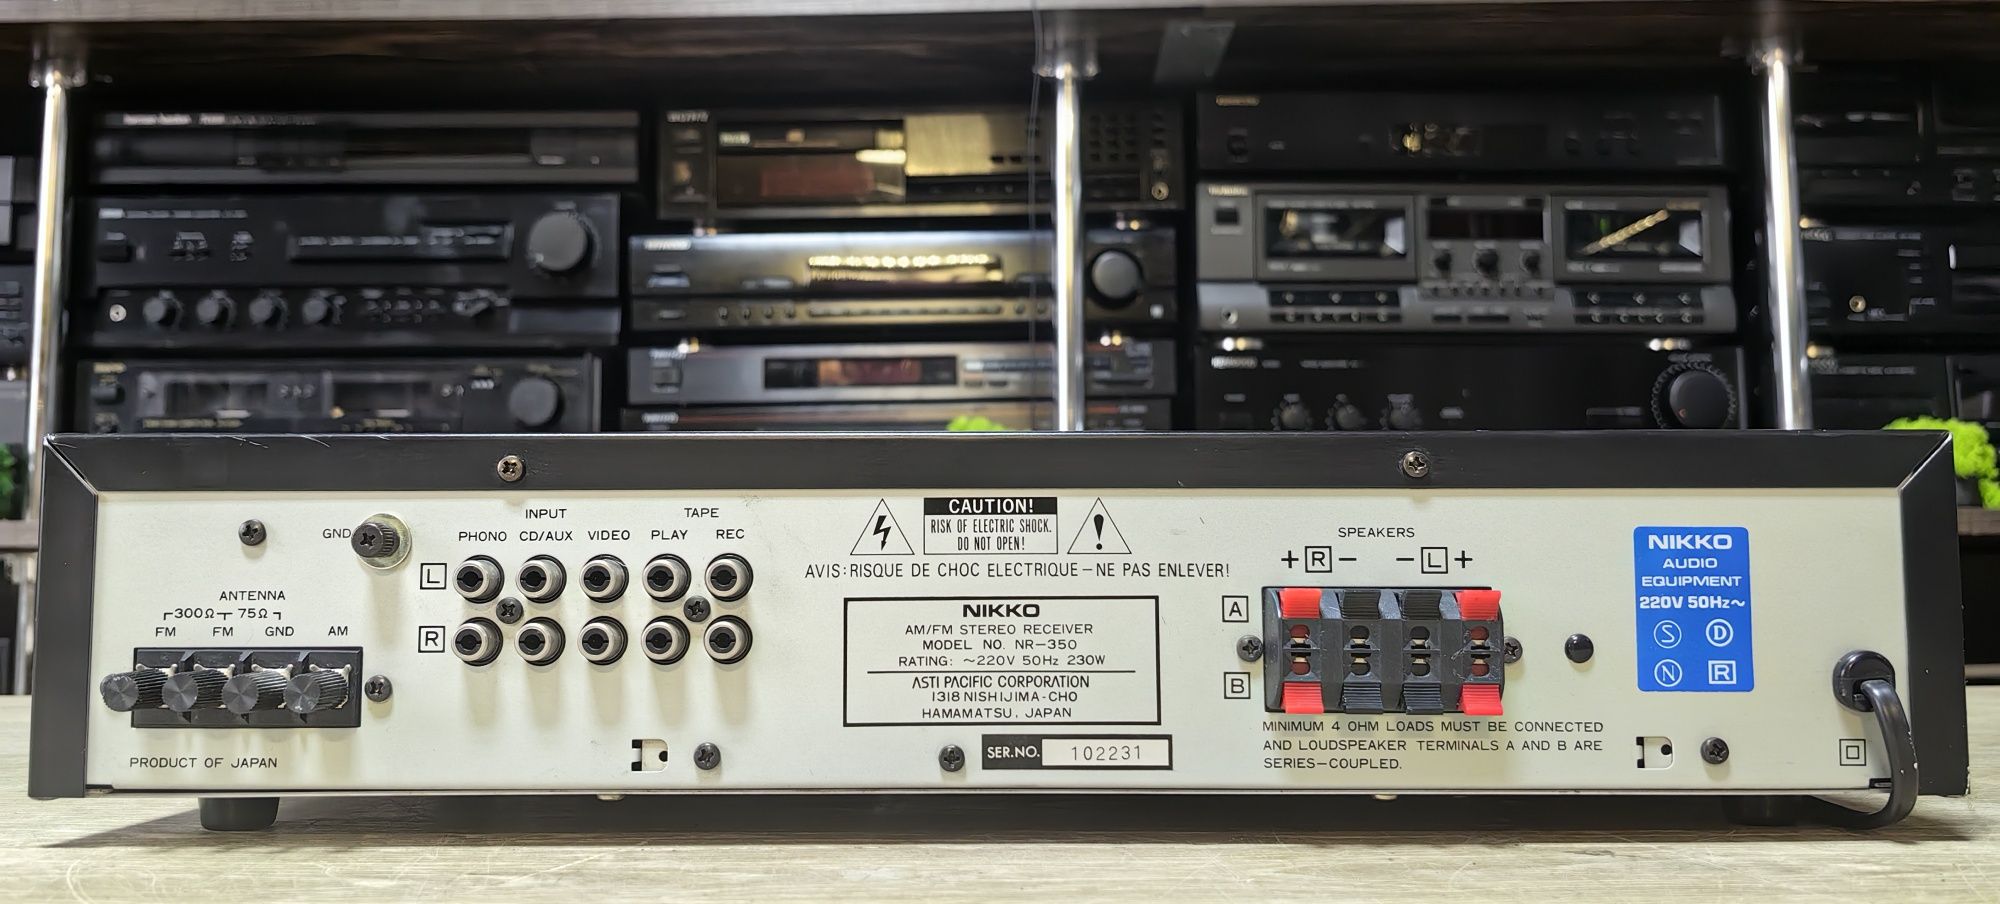 GND
INPUT
TAPE
PHONO CD/AUX VIDEO PLAY REC
L
R
ANTENNA
300Ω 75Ω
FM FM GND AM
PRODUCT OF JAPAN
CAUTION!
RISK OF ELECTRIC SHOCK.
DO NOT OPEN!
AVIS:RISQUE DE CHOC ELECTRIQUE–NE PAS ENLEVER!
NIKKO
AM/FM STEREO RECEIVER
MODEL NO. NR–350
RATING: ~220V 50Hz 230W
ASTI PACIFIC CORPORATION
1318 NISHIJIMA-CHO
HAMAMATSU, JAPAN
SER.NO. 102231
SPEAKERS
+ R – – L +
A
B
MINIMUM 4 OHM LOADS MUST BE CONNECTED
AND LOUDSPEAKER TERMINALS A AND B ARE
SERIES–COUPLED.
NIKKO
AUDIO
EQUIPMENT
220V 50Hz~
S D
N R